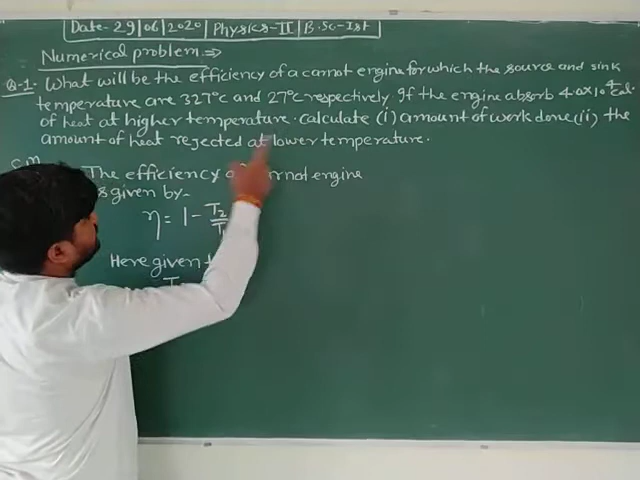 Date-29/06/2020 | Physics-II | B.Sc-Ist
Numerical problem ⇒
Q-1. What will be the efficiency of a carnot engine for which the source and sink
temperature are 327°c and 27°c respectively. If the engine absorb 4.0x10⁴ Cal.
of heat at higher temperature. Calculate (i) amount of work done (ii) the
amount of heat rejected at lower temperature.
The efficiency engine
given by-
η = 1 - T₂
Here given